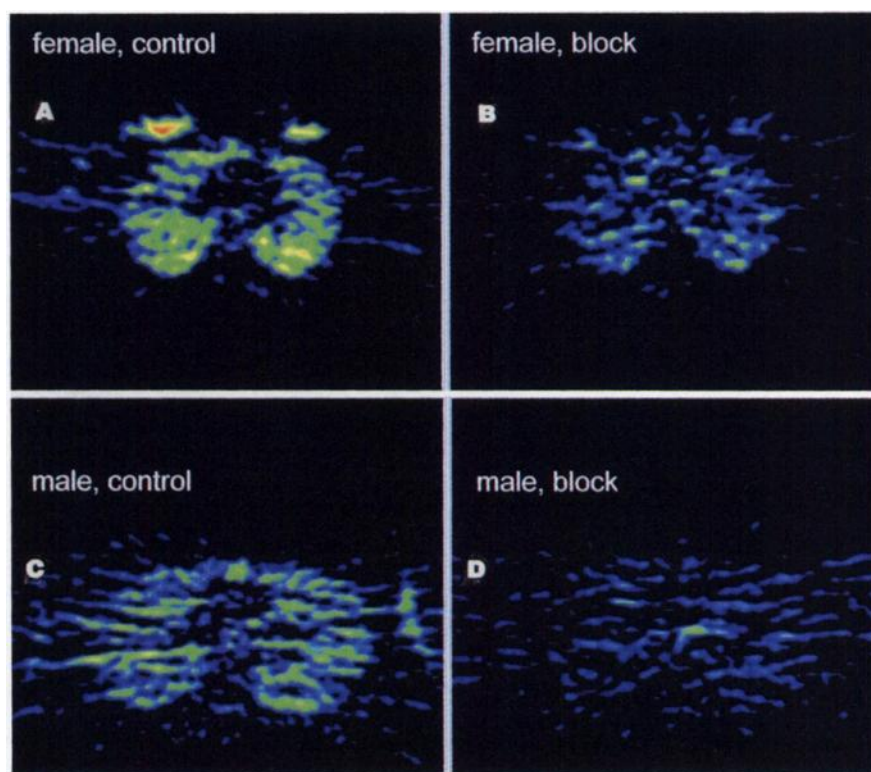 female, control
A
female, block
B
male, control
C
male, block
D